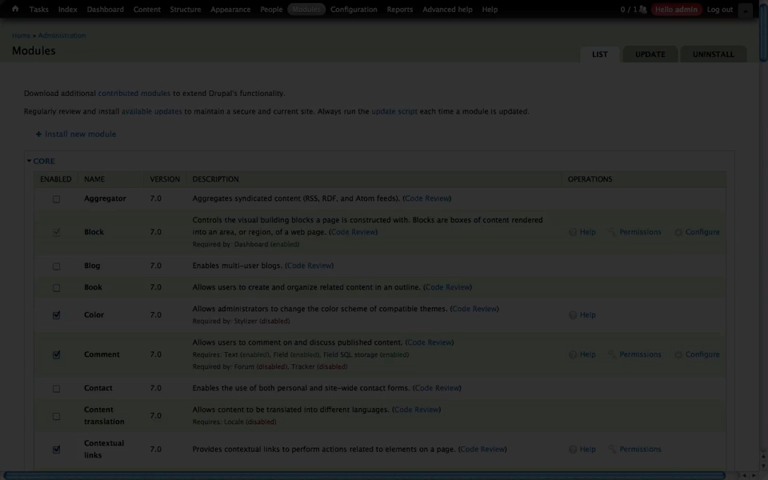 Tasks Index Dashboard Content Structure Appearance People Modules Configuration Reports Advanced help Help 0 / 1 Hello admin Log out
Home » Administration
Modules
LIST UPDATE UNINSTALL
Download additional contributed modules to extend Drupal's functionality.
Regularly review and install available updates to maintain a secure and current site. Always run the update script each time a module is updated.
+ Install new module
CORE
ENABLED NAME VERSION DESCRIPTION OPERATIONS
Aggregator 7.0 Aggregates syndicated content (RSS, RDF, and Atom feeds). (Code Review)
Controls the visual building blocks a page is constructed with. Blocks are boxes of content rendered
Block 7.0 into an area, or region, of a web page. (Code Review) Help Permissions Configure
Required by: Dashboard (enabled)
Blog 7.0 Enables multi-user blogs. (Code Review)
Book 7.0 Allows users to create and organize related content in an outline. (Code Review)
Allows administrators to change the color scheme of compatible themes. (Code Review)
Color 7.0 Help
Required by: Stylizer (disabled)
Allows users to comment on and discuss published content. (Code Review)
Comment 7.0 Requires: Text (enabled), Field (enabled), Field SQL storage (enabled) Help Permissions Configure
Required by: Forum (disabled), Tracker (disabled)
Contact 7.0 Enables the use of both personal and site-wide contact forms. (Code Review)
Content 7.0 Allows content to be translated into different languages. (Code Review)
translation Requires: Locale (disabled)
Contextual 7.0 Provides contextual links to perform actions related to elements on a page. (Code Review) Help Permissions
links